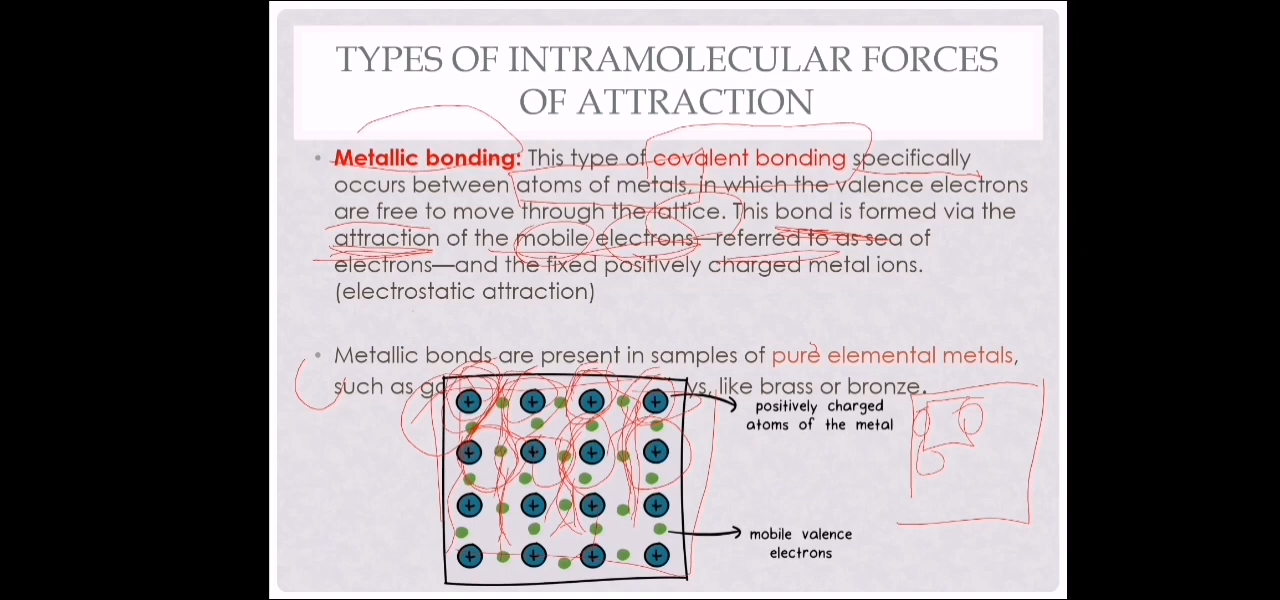 TYPES OF INTRAMOLECULAR FORCES
OF ATTRACTION
• Metallic bonding: This type of covalent bonding specifically
occurs between atoms of metals, in which the valence electrons
are free to move through the lattice. This bond is formed via the
attraction of the mobile electrons—referred to as sea of
electrons—and the fixed positively charged metal ions.
(electrostatic attraction)
• Metallic bonds are present in samples of pure elemental metals,
such as like brass or bronze.
+ + + +
positively charged
atoms of the metal
+ + + +
+ + + +
mobile valence
electrons
+ + + +